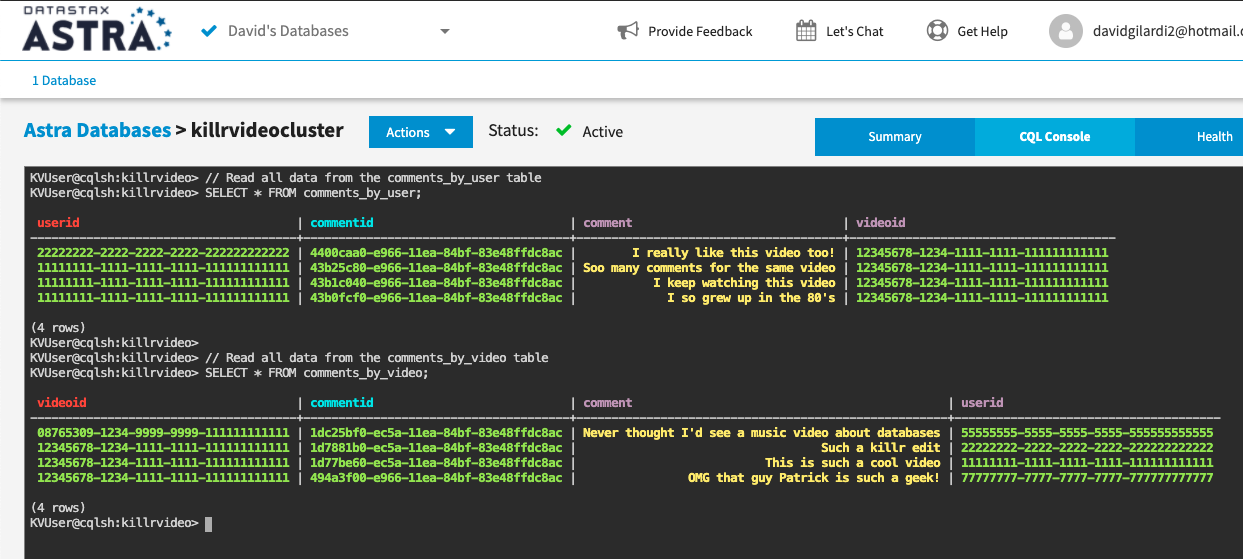 DATASTAX
ASTRA
David's Databases
Provide Feedback
Let's Chat
Get Help
davidgilardi2@hotmail.c
1 Database
Astra Databases > killrvideocluster
Actions
Status:
Active
Summary
CQL Console
Health
KVUser@cqlsh:killrvideo> // Read all data from the comments_by_user table
KVUser@cqlsh:killrvideo> SELECT * FROM comments_by_user;
userid | commentid | comment | videoid
22222222-2222-2222-2222-222222222222 | 4400caa0-e966-11ea-84bf-83e48ffdc8ac | I really like this video too! | 12345678-1234-1111-1111-111111111111
11111111-1111-1111-1111-111111111111 | 43b25c80-e966-11ea-84bf-83e48ffdc8ac | Soo many comments for the same video | 12345678-1234-1111-1111-111111111111
11111111-1111-1111-1111-111111111111 | 43b1c040-e966-11ea-84bf-83e48ffdc8ac | I keep watching this video | 12345678-1234-1111-1111-111111111111
11111111-1111-1111-1111-111111111111 | 43b0fcf0-e966-11ea-84bf-83e48ffdc8ac | I so grew up in the 80's | 12345678-1234-1111-1111-111111111111
(4 rows)
KVUser@cqlsh:killrvideo>
KVUser@cqlsh:killrvideo> // Read all data from the comments_by_video table
KVUser@cqlsh:killrvideo> SELECT * FROM comments_by_video;
videoid | commentid | comment | userid
08765309-1234-9999-9999-111111111111 | 1dc25bf0-ec5a-11ea-84bf-83e48ffdc8ac | Never thought I'd see a music video about databases | 55555555-5555-5555-5555-555555555555
12345678-1234-1111-1111-111111111111 | 1d7881b0-ec5a-11ea-84bf-83e48ffdc8ac | Such a killr edit | 22222222-2222-2222-2222-222222222222
12345678-1234-1111-1111-111111111111 | 1d77be60-ec5a-11ea-84bf-83e48ffdc8ac | This is such a cool video | 11111111-1111-1111-1111-111111111111
12345678-1234-1111-1111-111111111111 | 494a3f00-e966-11ea-84bf-83e48ffdc8ac | OMG that guy Patrick is such a geek! | 77777777-7777-7777-7777-777777777777
(4 rows)
KVUser@cqlsh:killrvideo>